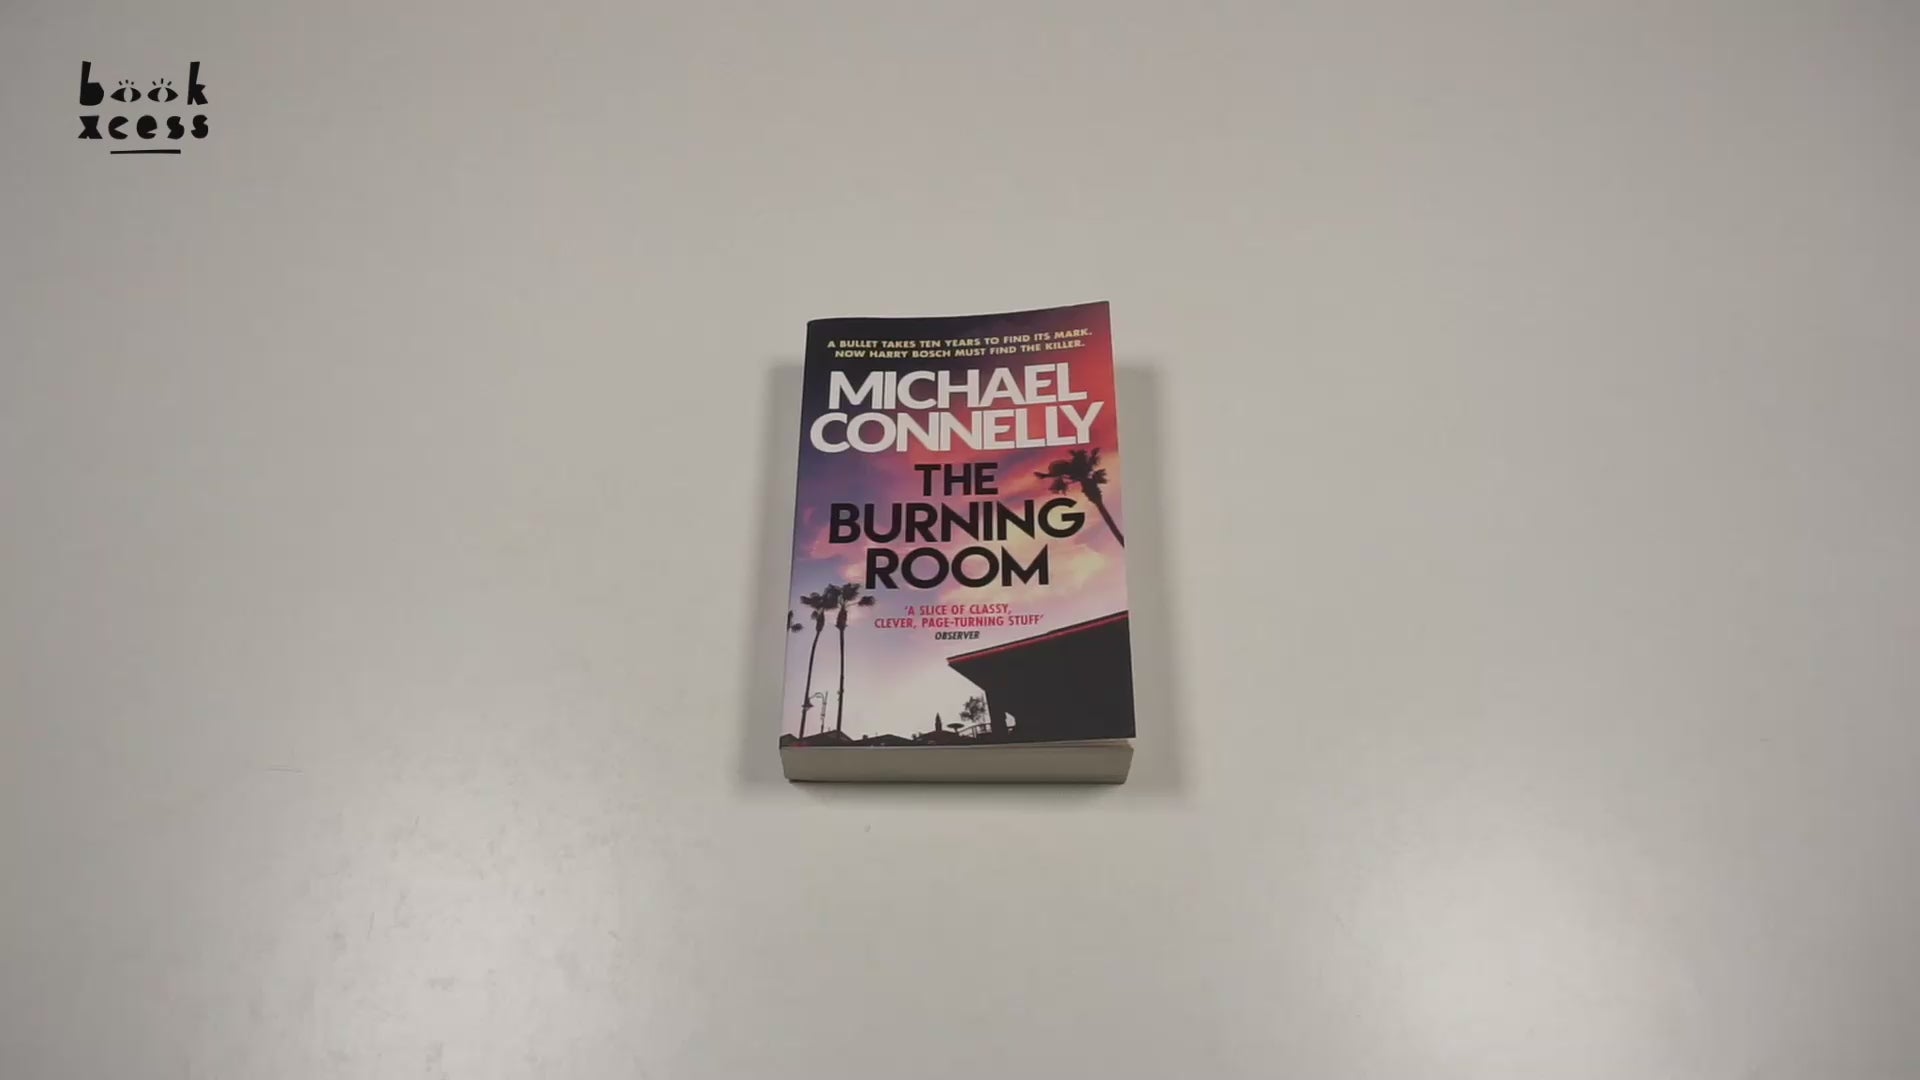 book
xcess
A BULLET TAKES TEN YEARS TO FIND ITS MARK.
NOW HARRY BOSCH MUST FIND THE KILLER.
MICHAEL
CONNELLY
THE
BURNING
ROOM
'A SLICE OF CLASSY,
CLEVER, PAGE-TURNING STUFF'
OBSERVER